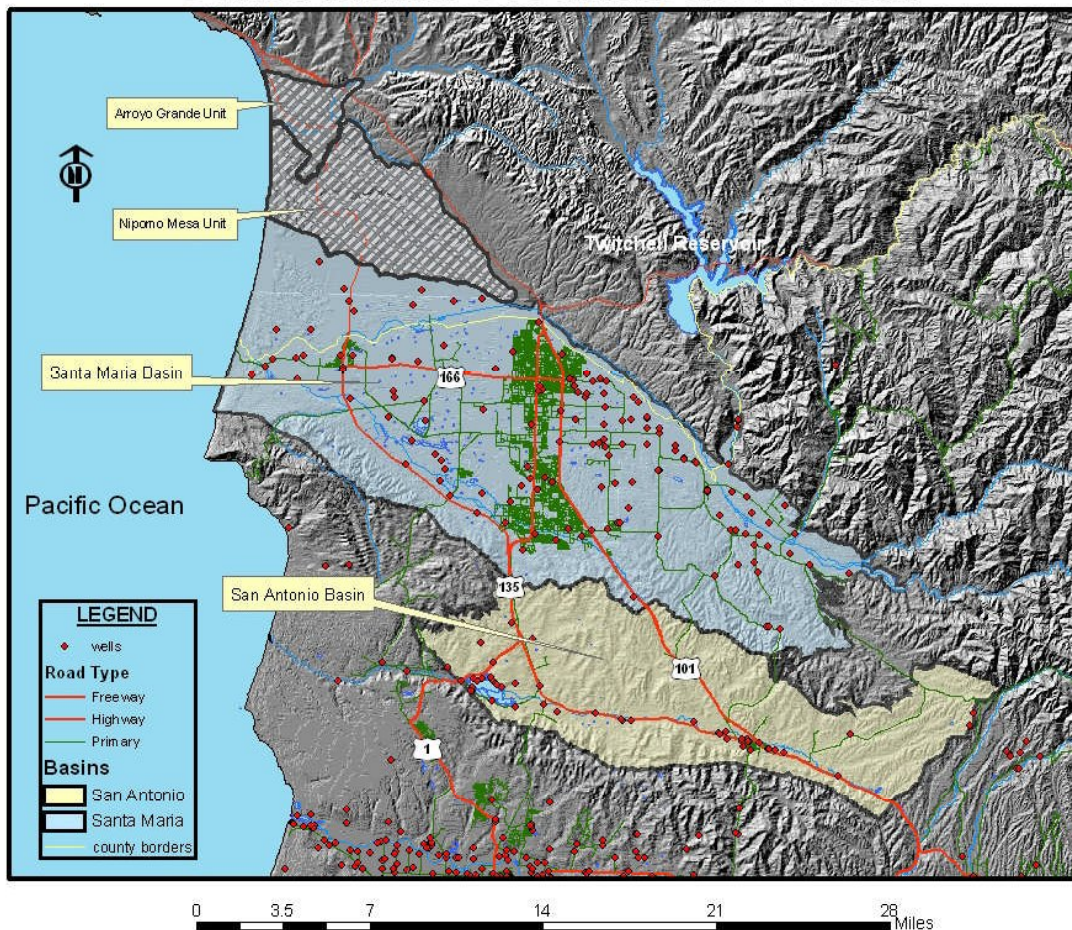 Arroyo Grande Unit
N
Nipomo Mesa Unit
Twitchell Reservoir
Santa Maria Basin
166
Pacific Ocean
San Antonio Basin
135
101
1
LEGEND
wells
Road Type
Freeway
Highway
Primary
Basins
San Antonio
Santa Maria
county borders
0 3.5 7 14 21 28 Miles